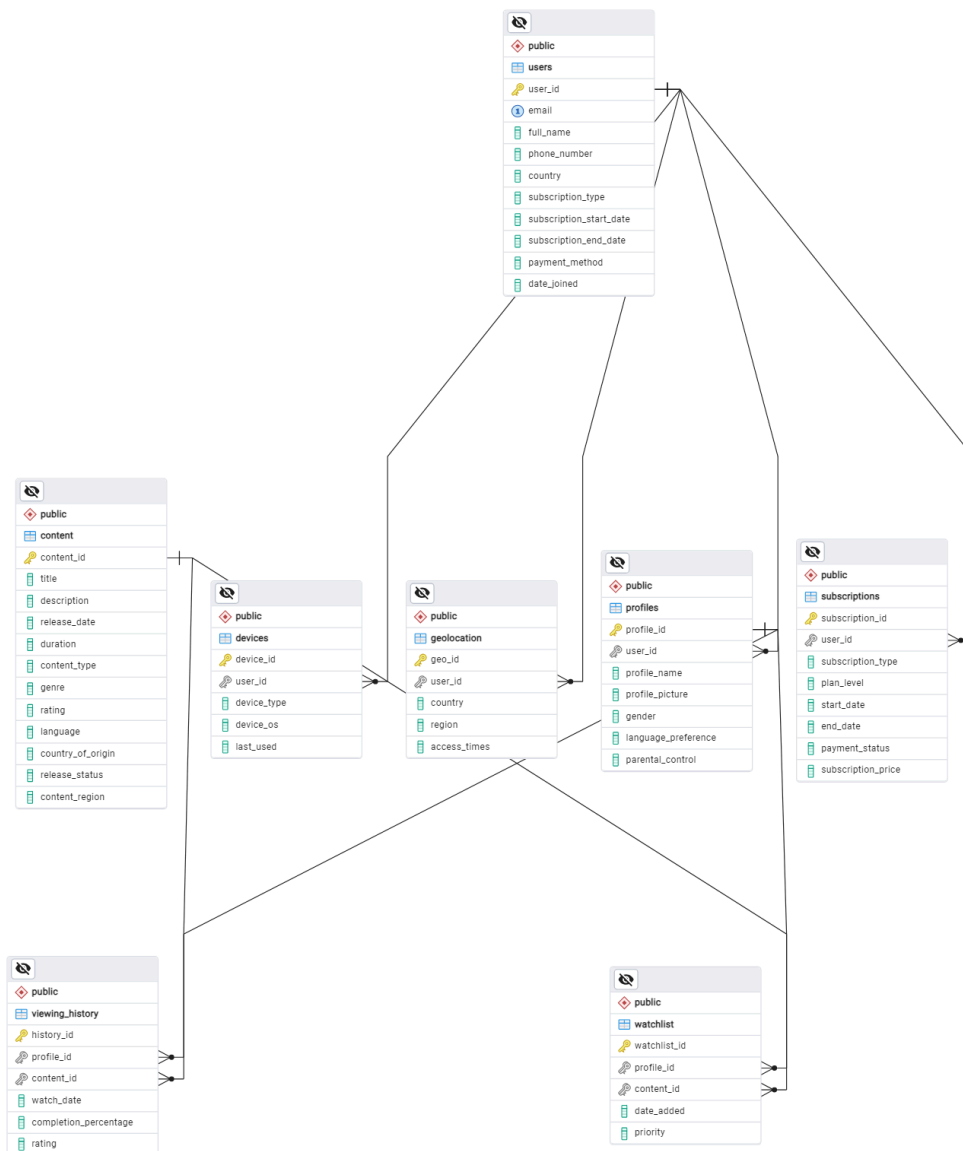 public
users
user_id
email
full_name
phone_number
country
subscription_type
subscription_start_date
subscription_end_date
payment_method
date_joined
public
content
content_id
title
description
release_date
duration
content_type
genre
rating
language
country_of_origin
release_status
content_region
public
devices
device_id
user_id
device_type
device_os
last_used
public
geolocation
geo_id
user_id
country
region
access_times
public
profiles
profile_id
user_id
profile_name
profile_picture
gender
language_preference
parental_control
public
subscriptions
subscription_id
user_id
subscription_type
plan_level
start_date
end_date
payment_status
subscription_price
public
viewing_history
history_id
profile_id
content_id
watch_date
completion_percentage
rating
public
watchlist
watchlist_id
profile_id
content_id
date_added
priority